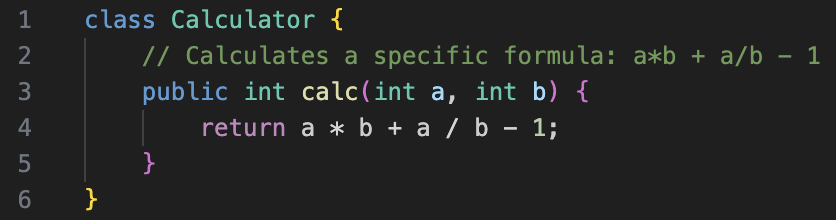 1 class Calculator {
2 // Calculates a specific formula: a*b + a/b - 1
3 public int calc(int a, int b) {
4 return a * b + a / b - 1;
5 }
6 }